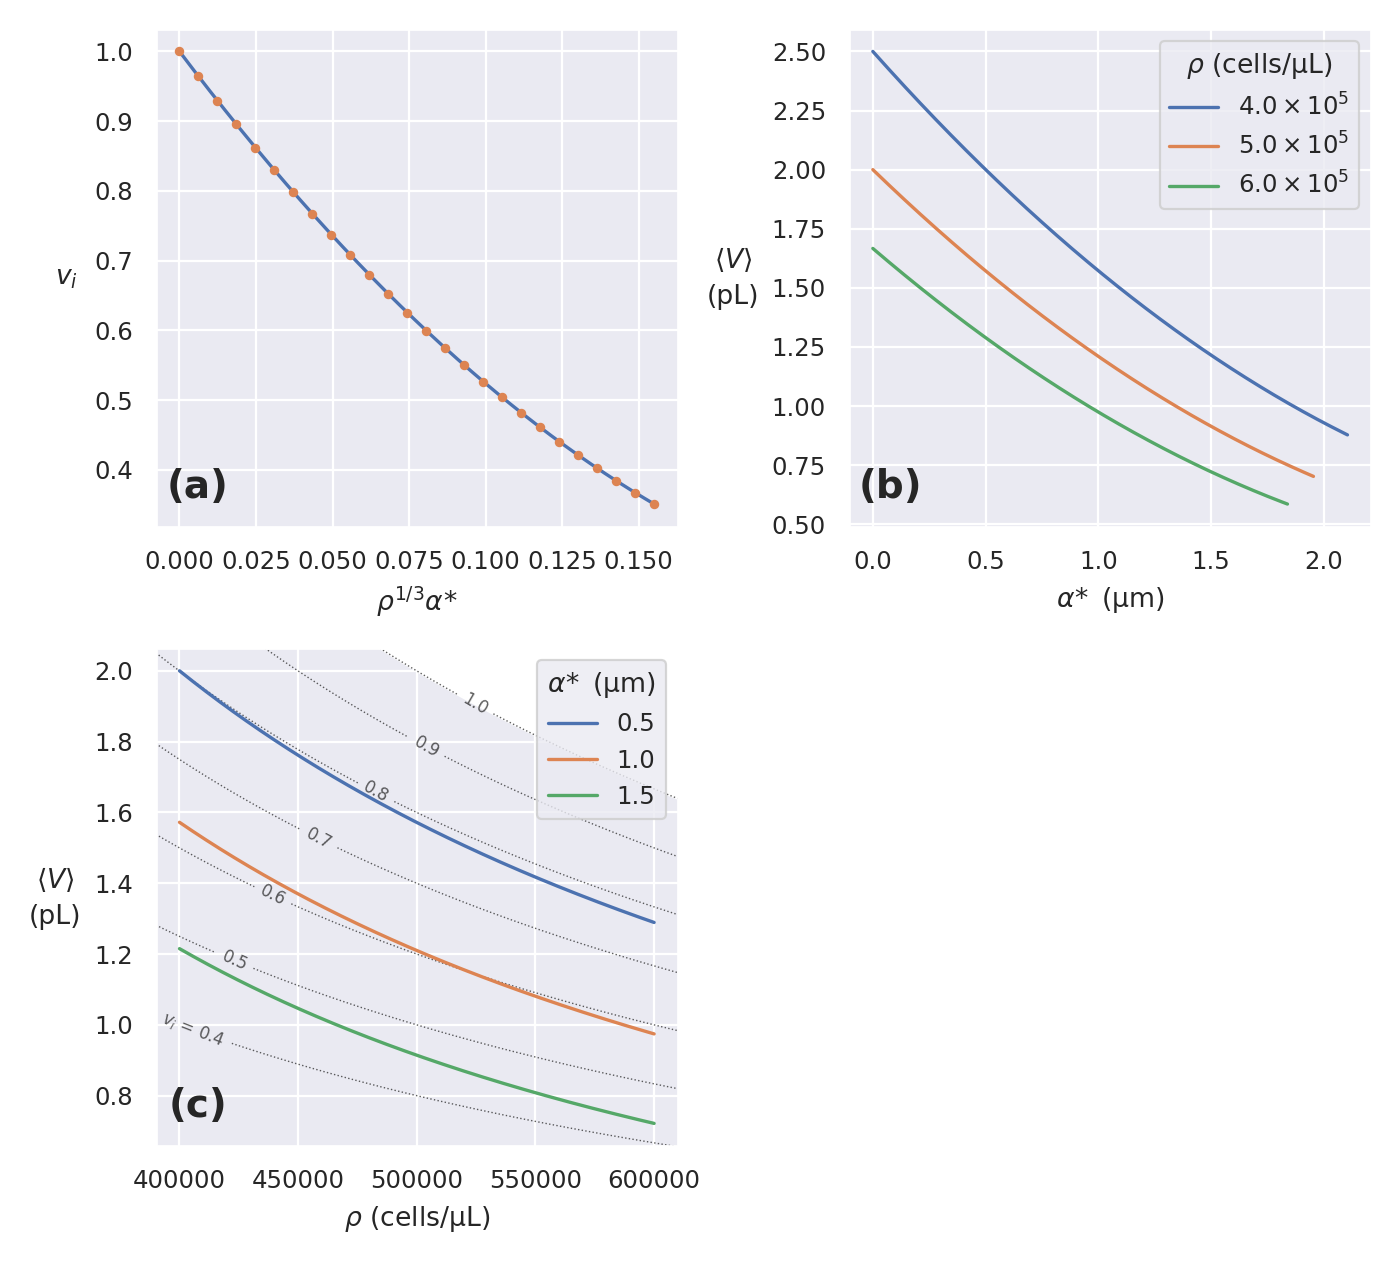 1.0
0.9
0.8
0.7
0.6
0.5
0.4
v_i
(a)
0.000 0.025 0.050 0.075 0.100 0.125 0.150
ρ^{1/3}α*
2.50
2.25
2.00
1.75
1.50
1.25
1.00
0.75
0.50
⟨V⟩
(pL)
ρ (cells/µL)
4.0 × 10^5
5.0 × 10^5
6.0 × 10^5
(b)
0.0 0.5 1.0 1.5 2.0
α* (µm)
2.0
1.8
1.6
1.4
1.2
1.0
0.8
⟨V⟩
(pL)
α* (µm)
0.5
1.0
1.5
1.0
0.9
0.8
0.7
0.6
0.5
v_i = 0.4
(c)
400000 450000 500000 550000 600000
ρ (cells/µL)